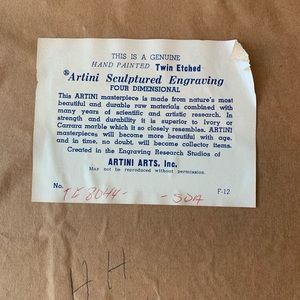 THIS IS A GENUINE
HAND PAINTED Twin Etched
®Artini Sculptured Engraving
FOUR DIMENSIONAL
This ARTINI masterpiece is made from nature's most
beautiful and durable raw materials combined with
many years of scientific and artistic research. In
strength and durability it is superior to Ivory or
Carrara marble which it so closely resembles. ARTINI
masterpieces will become more beautiful with age,
and in time, no doubt, will become collector items.
Created in the Engraving Research Studios of
ARTINI ARTS, Inc.
May not be reproduced without permission.
No. TE 8044- -SDA F-12
H H